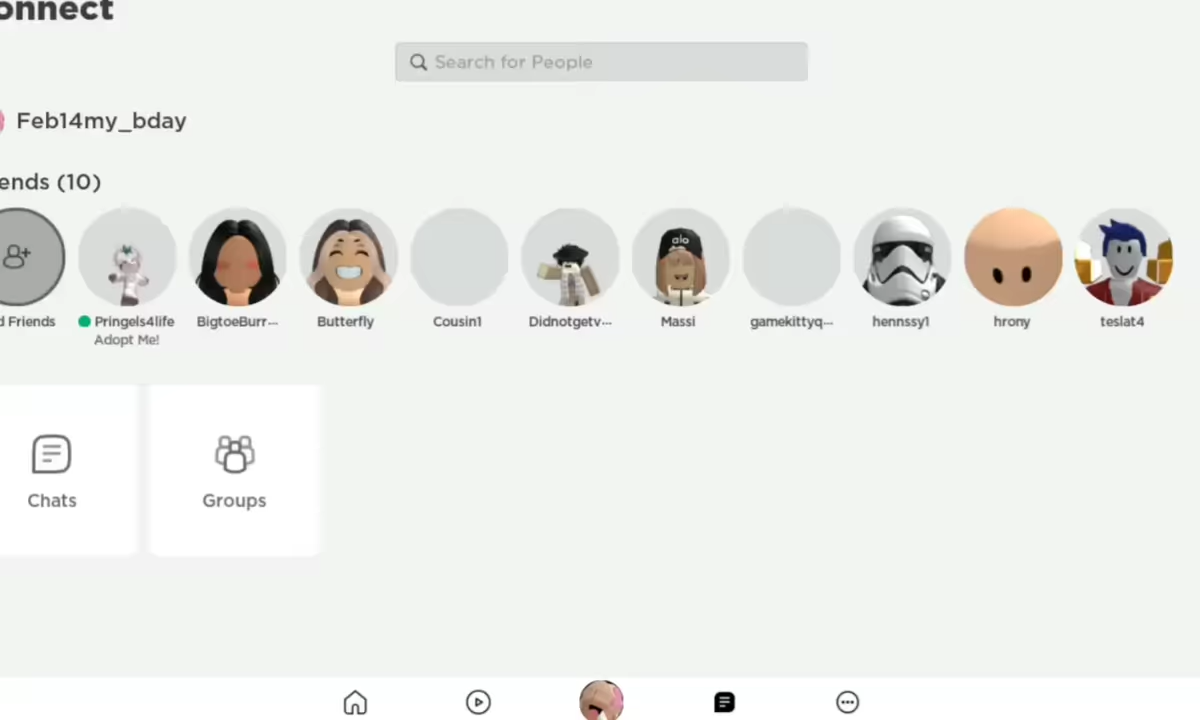 onnect
Search for People
Feb14my_bday
ends (10)
d Friends
Pringels4life
Adopt Me!
BigtoeBurr...
Butterfly
Cousin1
Didnotgetv...
alo
Massi
gamekittyq...
hennssy1
hrony
teslat4
Chats
Groups